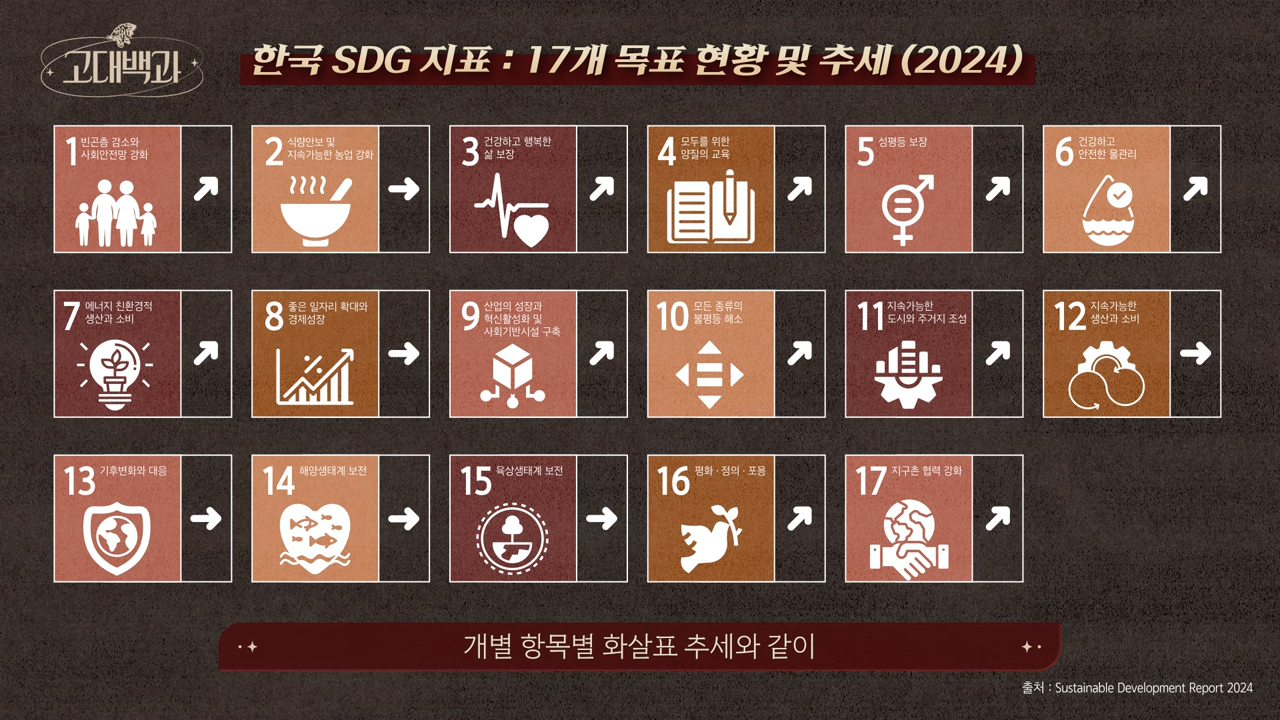 고대백과
한국 SDG 지표 : 17개 목표 현황 및 추세 (2024)
1 빈곤층 감소와
사회안전망 강화
2 식량안보 및
지속가능한 농업 강화
3 건강하고 행복한
삶 보장
4 모두를 위한
양질의 교육
5 성평등 보장
6 건강하고
안전한 물관리
7 에너지 친환경적
생산과 소비
8 좋은 일자리 확대와
경제성장
9 산업의 성장과
혁신활성화 및
사회기반시설 구축
10 모든 종류의
불평등 해소
11 지속가능한
도시와 주거지 조성
12 지속가능한
생산과 소비
13 기후변화와 대응
14 해양생태계 보전
15 육상생태계 보전
16 평화 · 정의 · 포용
17 지구촌 협력 강화
개별 항목별 화살표 추세와 같이
출처 : Sustainable Development Report 2024